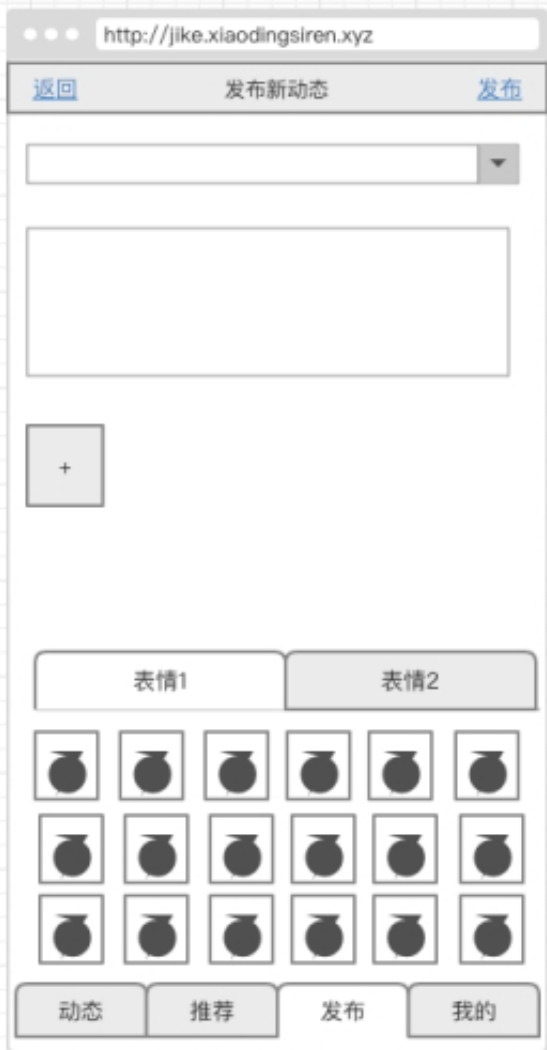 http://jike.xiaodingsiren.xyz
返回 发布新动态 发布
+
表情1 表情2
动态 推荐 发布 我的